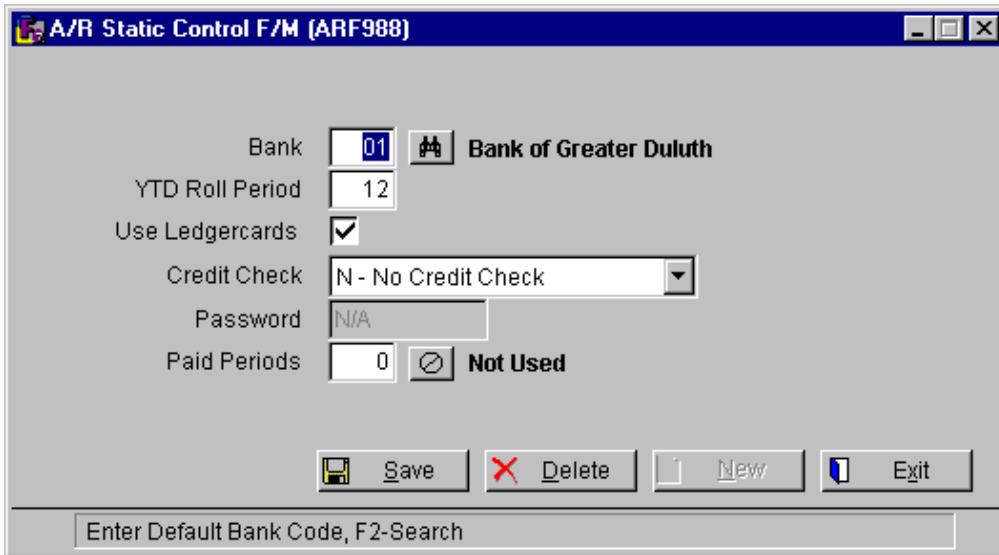 A/R Static Control F/M (ARF988)
Bank 01 Bank of Greater Duluth
YTD Roll Period 12
Use Ledgercards
Credit Check N - No Credit Check
Password N/A
Paid Periods 0 Not Used
Save Delete New Exit
Enter Default Bank Code, F2-Search